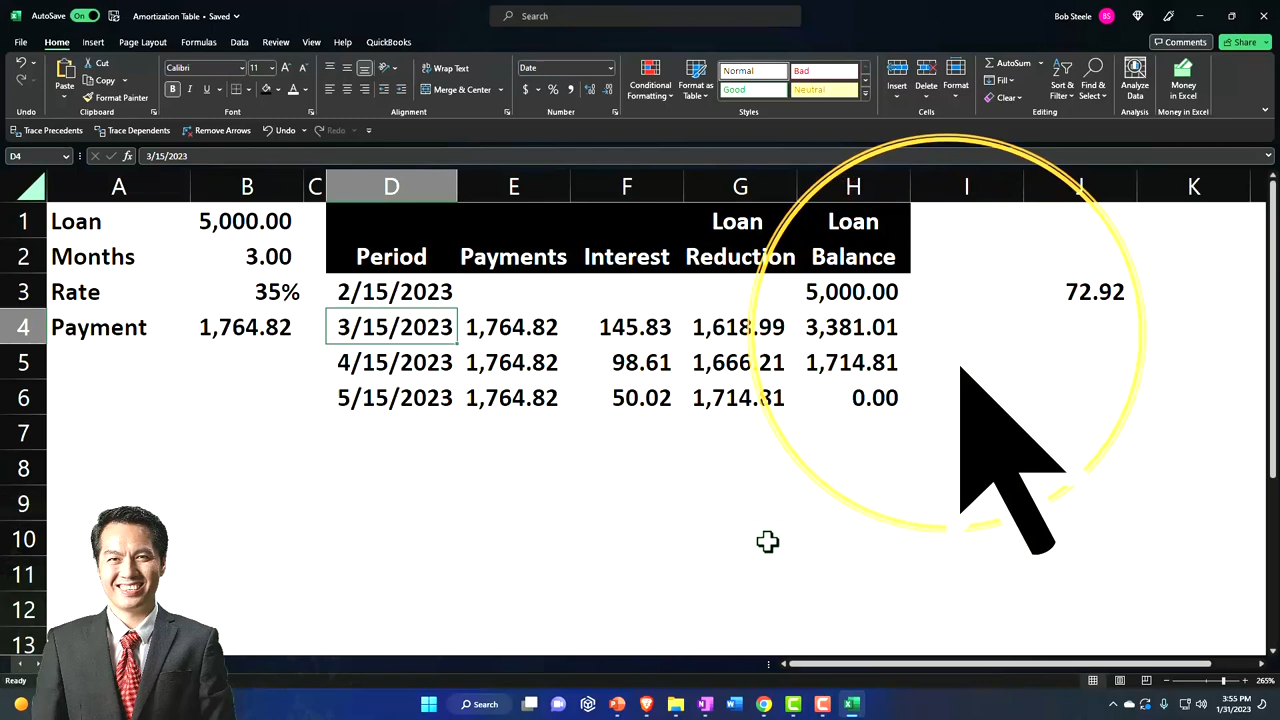 AutoSave On Amortization Table • Saved Search Bob Steele BS
File Home Insert Page Layout Formulas Data Review View Help QuickBooks Comments Share
Cut
Copy
Format Painter
Paste
Calibri 11
B I U
Wrap Text
Merge & Center
Date
$ % 
Conditional Formatting
Format as Table
Normal Bad
Good Neutral
Insert Delete Format
AutoSum
Fill
Clear
Sort & Filter
Find & Select
Analyze Data
Money in Excel
Undo Clipboard Font Alignment Number Styles Cells Editing Analysis Money in Excel
Trace Precedents Trace Dependents Remove Arrows Undo Redo
D4 fx 3/15/2023
A B C D E F G H I J K
1 Loan 5,000.00 Loan Loan
2 Months 3.00 Period Payments Interest Reduction Balance
3 Rate 35% 2/15/2023 5,000.00 72.92
4 Payment 1,764.82 3/15/2023 1,764.82 145.83 1,618.99 3,381.01
5 4/15/2023 1,764.82 98.61 1,666.21 1,714.81
6 5/15/2023 1,764.82 50.02 1,714.81 0.00
7
8
9
10
11
12
13
Ready 265%
Search 3:55 PM
1/31/2023